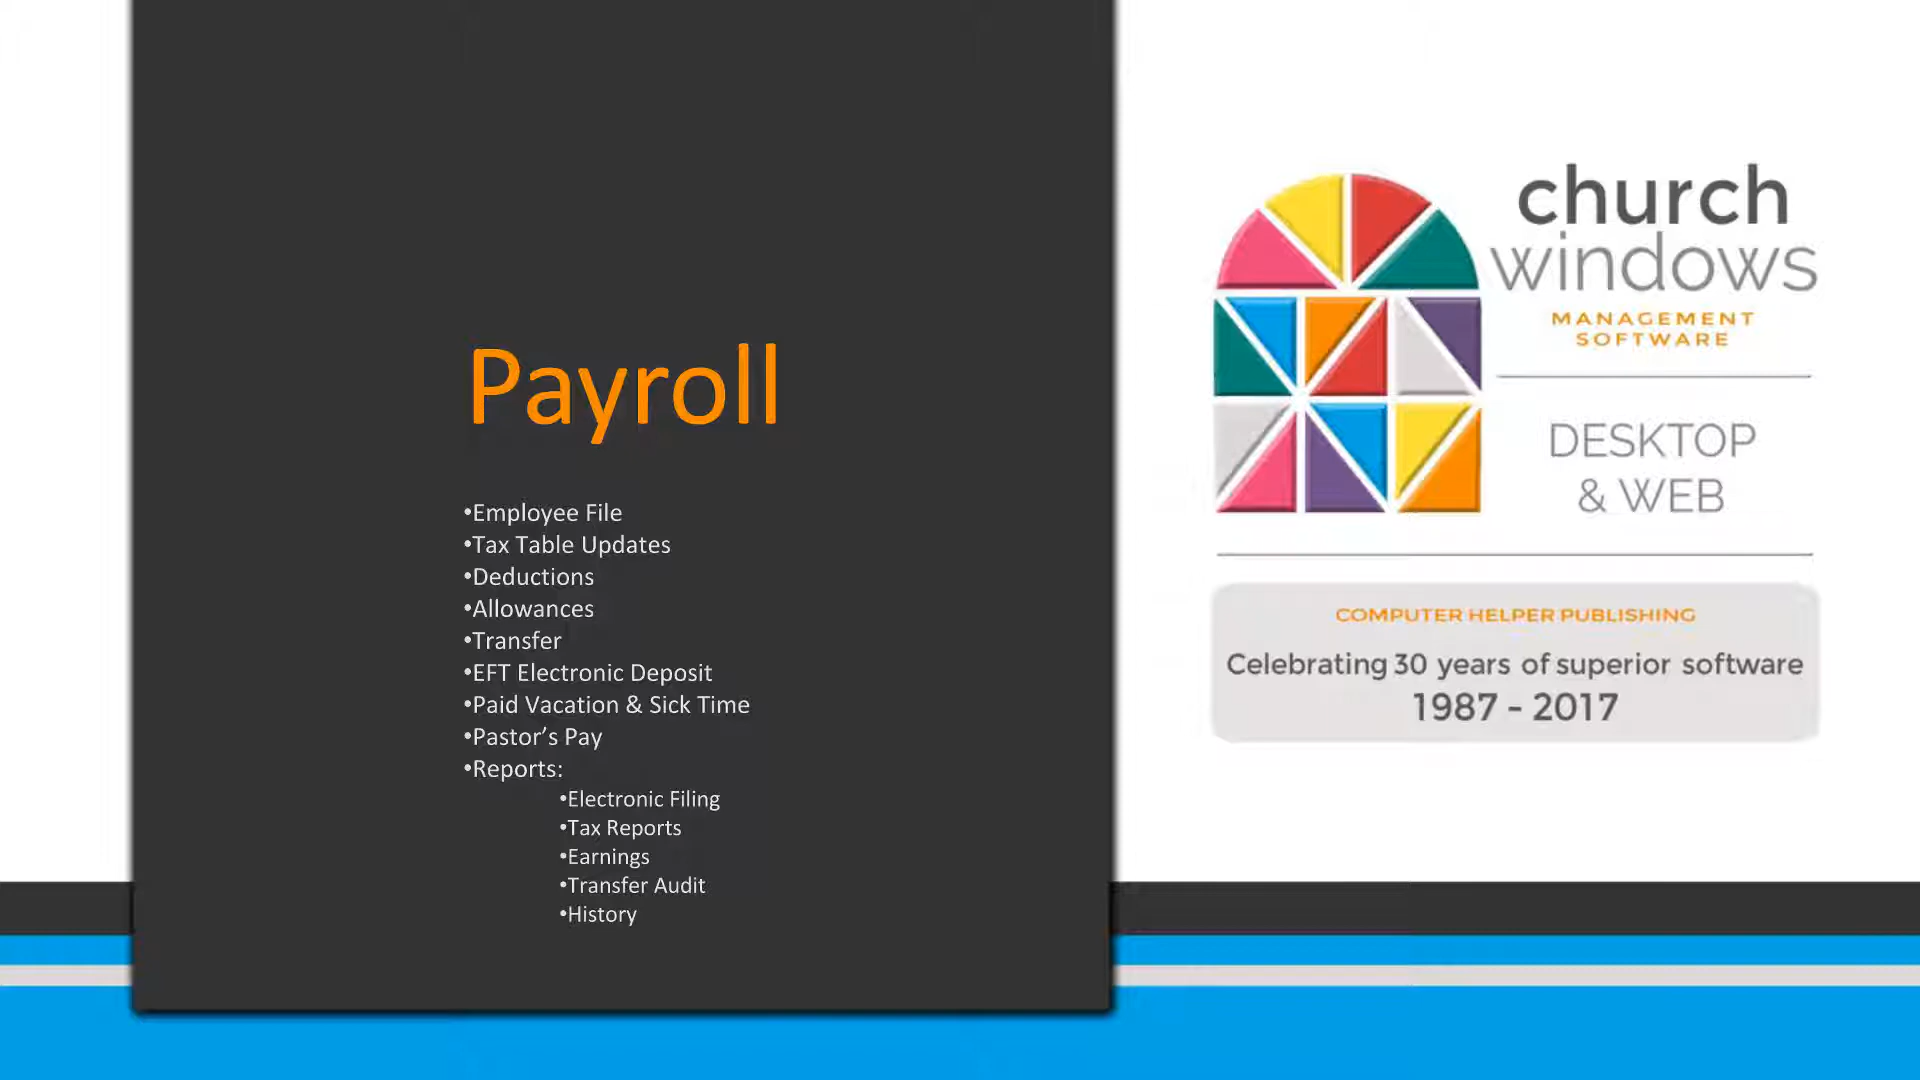 Payroll
•Employee File
•Tax Table Updates
•Deductions
•Allowances
•Transfer
•EFT Electronic Deposit
•Paid Vacation & Sick Time
•Pastor’s Pay
•Reports:
•Electronic Filing
•Tax Reports
•Earnings
•Transfer Audit
•History
church
windows
MANAGEMENT
SOFTWARE
DESKTOP
& WEB
COMPUTER HELPER PUBLISHING
Celebrating 30 years of superior software
1987 - 2017